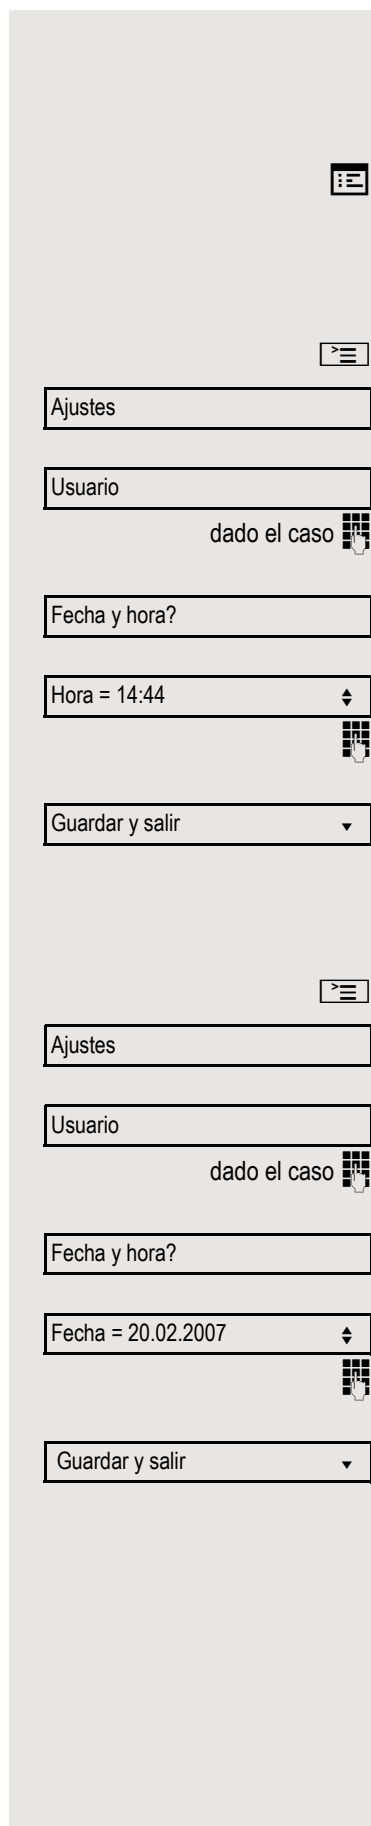 Ajustes
Usuario
dado el caso
Fecha y hora?
Hora = 14:44
Guardar y salir
Ajustes
Usuario
dado el caso
Fecha y hora?
Fecha = 20.02.2007
Guardar y salir